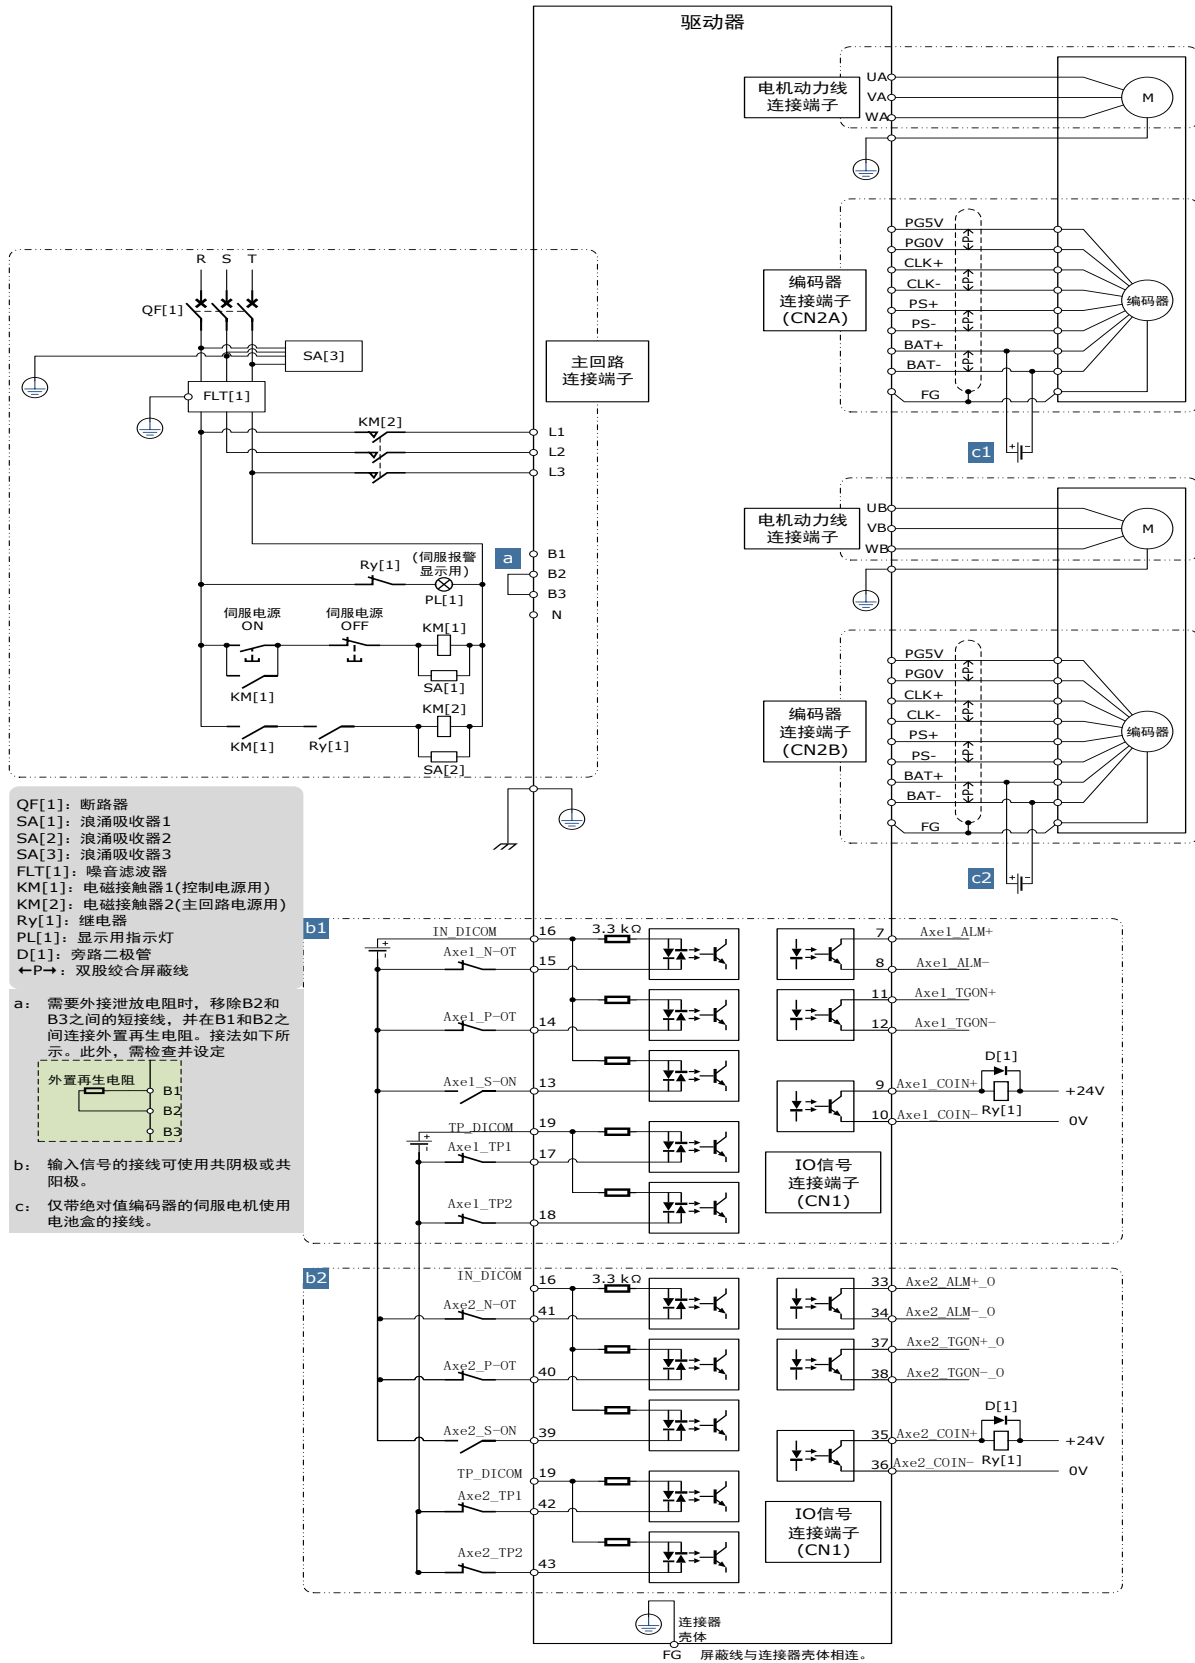 驱动器
电机动力线
连接端子
UA
VA
WA
M
编码器
连接端子
(CN2A)
PG5V
PG0V
CLK+
CLK-
PS+
PS-
BAT+
BAT-
FG
←P→
←P→
←P→
←P→
编码器
c1
+ -
R S T
QF[1]
SA[3]
FLT[1]
主回路
连接端子
KM[2]
L1
L2
L3
a
B1
B2
B3
N
Ry[1]
(伺服报警
显示用)
PL[1]
伺服电源
ON
伺服电源
OFF
KM[1]
KM[1]
SA[1]
KM[1]
Ry[1]
KM[2]
SA[2]
电机动力线
连接端子
UB
VB
WB
M
编码器
连接端子
(CN2B)
PG5V
PG0V
CLK+
CLK-
PS+
PS-
BAT+
BAT-
FG
←P→
←P→
←P→
←P→
编码器
c2
+ -
QF[1]：断路器
SA[1]：浪涌吸收器1
SA[2]：浪涌吸收器2
SA[3]：浪涌吸收器3
FLT[1]：噪音滤波器
KM[1]：电磁接触器1(控制电源用)
KM[2]：电磁接触器2(主回路电源用)
Ry[1]：继电器
PL[1]：显示用指示灯
D[1]：旁路二极管
←P→：双股绞合屏蔽线
a： 需要外接泄放电阻时，移除B2和
B3之间的短接线，并在B1和B2之
间连接外置再生电阻。接法如下所
示。此外，需检查并设定
外置再生电阻
B1
B2
B3
b： 输入信号的接线可使用共阴极或共
阳极。
c： 仅带绝对值编码器的伺服电机使用
电池盒的接线。
b1
IN_DICOM 16 3.3 kΩ
Axe1_N-OT 15
Axe1_P-OT 14
Axe1_S-ON 13
TP_DICOM 19
Axe1_TP1 17
Axe1_TP2 18
7 Axe1_ALM+
8 Axe1_ALM-
11 Axe1_TGON+
12 Axe1_TGON-
D[1]
9 Axe1_COIN+
Ry[1]
+24V
10 Axe1_COIN-
0V
IO信号
连接端子
(CN1)
b2
IN_DICOM 16 3.3 kΩ
Axe2_N-OT 41
Axe2_P-OT 40
Axe2_S-ON 39
TP_DICOM 19
Axe2_TP1 42
Axe2_TP2 43
33 Axe2_ALM+_O
34 Axe2_ALM-_O
37 Axe2_TGON+_O
38 Axe2_TGON-_O
D[1]
35 Axe2_COIN+
Ry[1]
+24V
36 Axe2_COIN-
0V
IO信号
连接端子
(CN1)
连接器
壳体
FG 屏蔽线与连接器壳体相连。